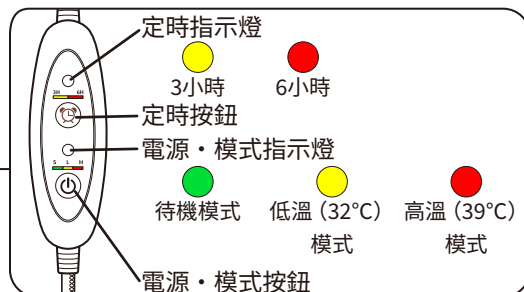 定時指示燈
3小時 6小時
3H 6H
定時按鈕
電源・模式指示燈
S L H
待機模式 低溫（32°C）模式 高溫（39°C）模式
電源・模式按鈕